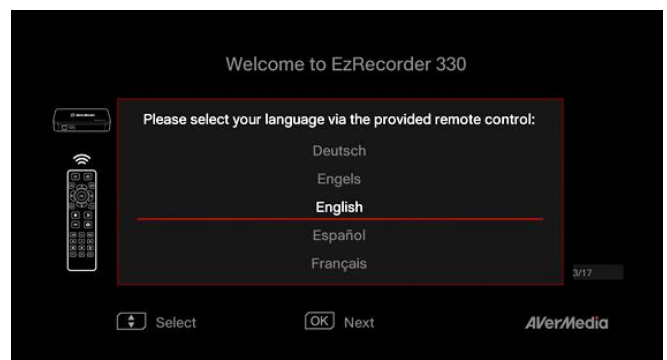 Welcome to EzRecorder 330
Please select your language via the provided remote control:
Deutsch
Engels
English
Español
Français
3/17
Select
OK Next
AVerMedia